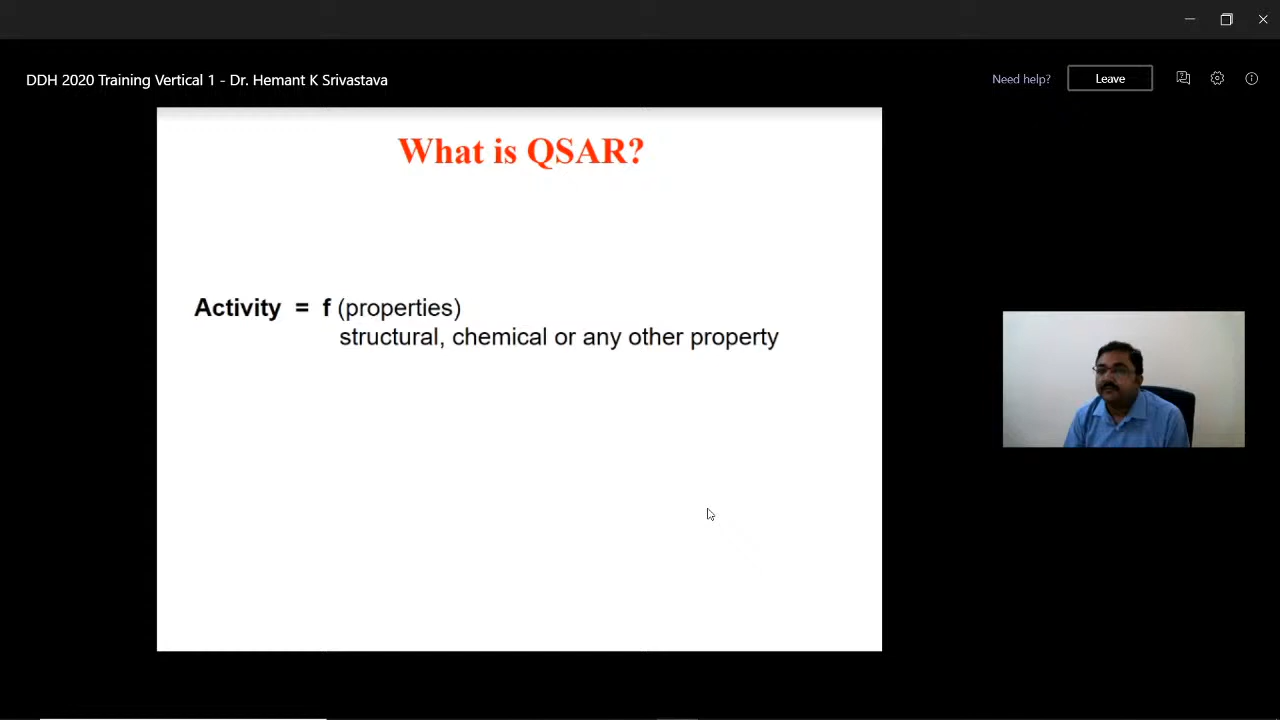 DDH 2020 Training Vertical 1 - Dr. Hemant K Srivastava
Need help?
Leave
What is QSAR?
Activity = f (properties)
structural, chemical or any other property